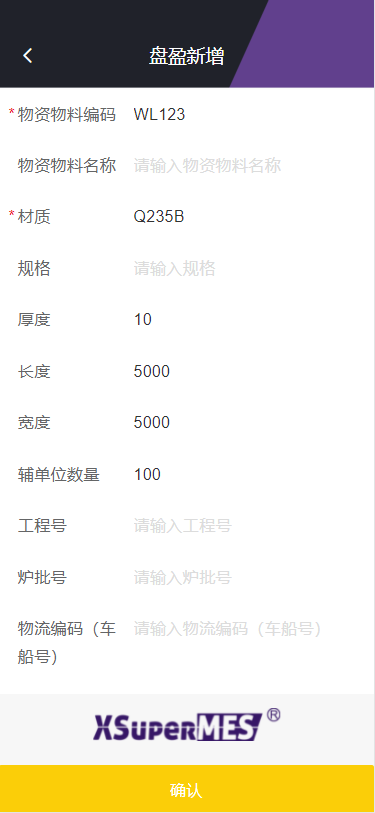 盘盈新增
* 物资物料编码 WL123
物资物料名称 请输入物资物料名称
* 材质 Q235B
规格 请输入规格
厚度 10
长度 5000
宽度 5000
辅单位数量 100
工程号 请输入工程号
炉批号 请输入炉批号
物流编码（车 请输入物流编码（车船号）
船号）
XSuperMES®
确认